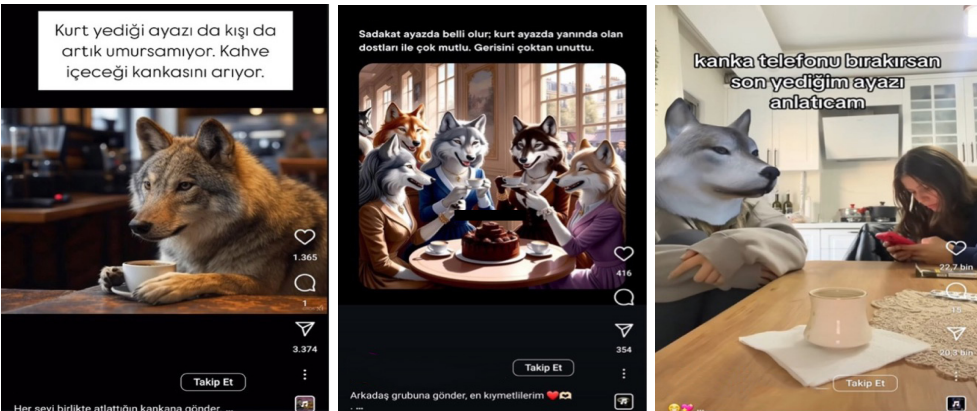 Kurt yediği ayazı da kışı da
artık umursamıyor. Kahve
içeceği kankasını arıyor.
1.365
1
3.374
Takip Et
Her şeyi birlikte atlattığın kankana gönder. ...
Sadakat ayazda belli olur; kurt ayazda yanında olan
dostları ile çok mutlu. Gerisini çoktan unuttu.
416
354
Takip Et
Arkadaş grubuna gönder, en kıymetlilerim ❤️🫶
kanka telefonu bırakırsan
son yediğim ayazı
anlatıcam
22,7 bin
20,3 bin
Takip Et